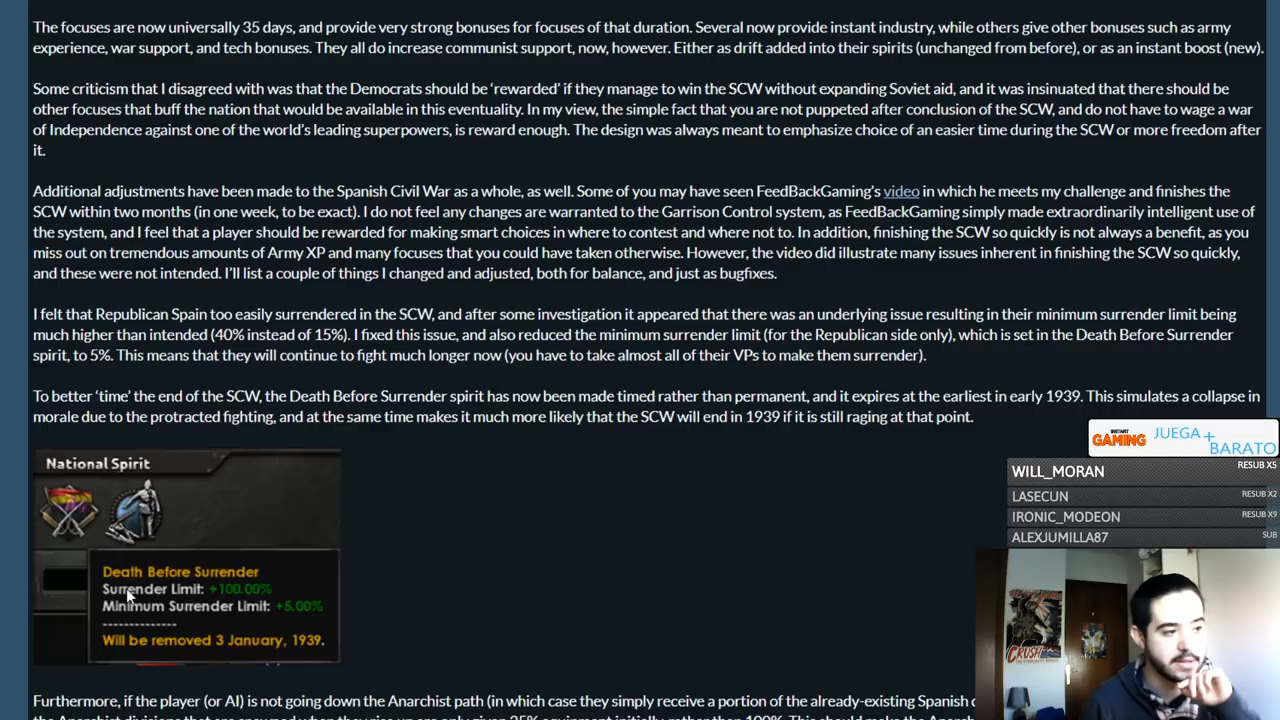 The focuses are now universally 35 days, and provide very strong bonuses for focuses of that duration. Several now provide instant industry, while others give other bonuses such as army
experience, war support, and tech bonuses. They all do increase communist support, now, however. Either as drift added into their spirits (unchanged from before), or as an instant boost (new).
Some criticism that I disagreed with was that the Democrats should be ‘rewarded’ if they manage to win the SCW without expanding Soviet aid, and it was insinuated that there should be
other focuses that buff the nation that would be available in this eventuality. In my view, the simple fact that you are not puppeted after conclusion of the SCW, and do not have to wage a war
of Independence against one of the world’s leading superpowers, is reward enough. The design was always meant to emphasize choice of an easier time during the SCW or more freedom after
it.
Additional adjustments have been made to the Spanish Civil War as a whole, as well. Some of you may have seen FeedBackGaming’s video in which he meets my challenge and finishes the
SCW within two months (in one week, to be exact). I do not feel any changes are warranted to the Garrison Control system, as FeedBackGaming simply made extraordinarily intelligent use of
the system, and I feel that a player should be rewarded for making smart choices in where to contest and where not to. In addition, finishing the SCW so quickly is not always a benefit, as you
miss out on tremendous amounts of Army XP and many focuses that you could have taken otherwise. However, the video did illustrate many issues inherent in finishing the SCW so quickly,
and these were not intended. I’ll list a couple of things I changed and adjusted, both for balance, and just as bugfixes.
I felt that Republican Spain too easily surrendered in the SCW, and after some investigation it appeared that there was an underlying issue resulting in their minimum surrender limit being
much higher than intended (40% instead of 15%). I fixed this issue, and also reduced the minimum surrender limit (for the Republican side only), which is set in the Death Before Surrender
spirit, to 5%. This means that they will continue to fight much longer now (you have to take almost all of their VPs to make them surrender).
To better ‘time’ the end of the SCW, the Death Before Surrender spirit has now been made timed rather than permanent, and it expires at the earliest in early 1939. This simulates a collapse in
morale due to the protracted fighting, and at the same time makes it much more likely that the SCW will end in 1939 if it is still raging at that point.
INSTANT GAMING JUEGA+ BARATO
WILL_MORAN RESUB X5
LASECUN RESUB X2
IRONIC_MODEON RESUB X9
ALEXJUMILLA87 SUB
National Spirit
Death Before Surrender
Surrender Limit: +100.00%
Minimum Surrender Limit: +5.00%
--------------
Will be removed 3 January, 1939.
CRUSH
Furthermore, if the player (or AI) is not going down the Anarchist path (in which case they simply receive a portion of the already-existing Spanish